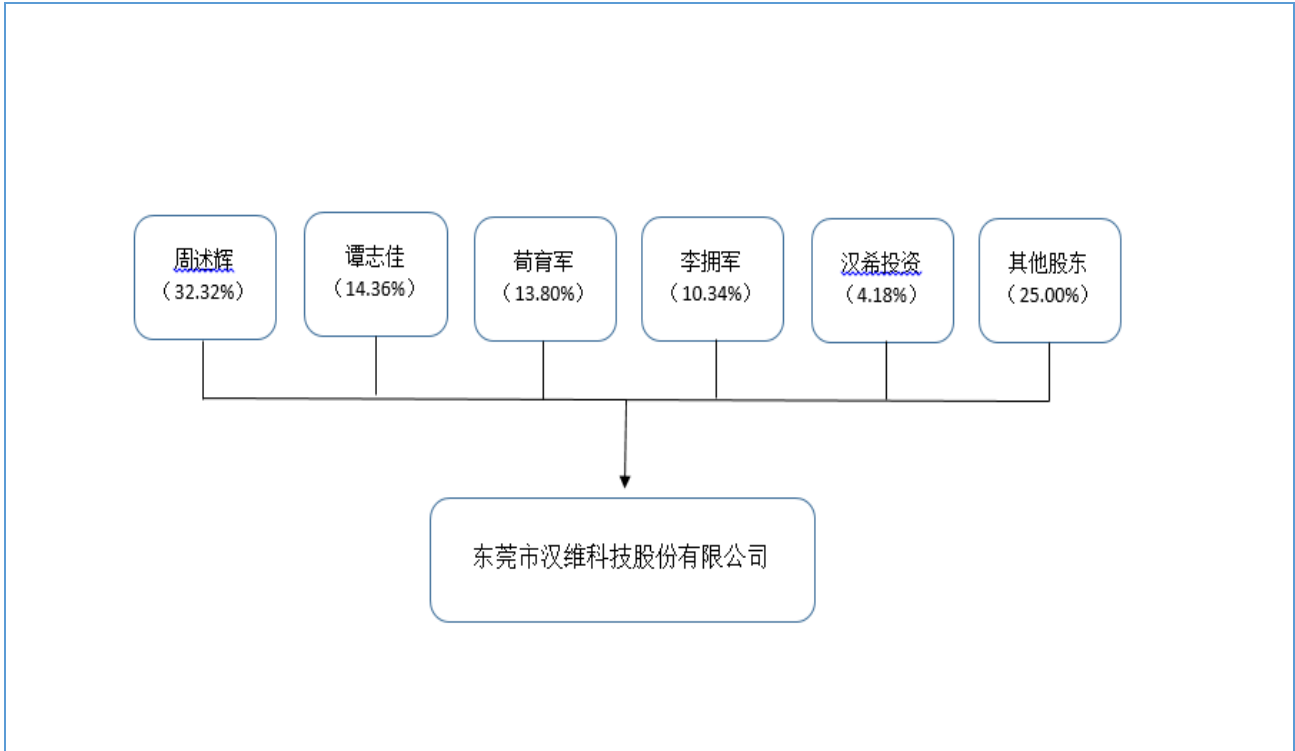 周述辉
（32.32%）
谭志佳
（14.36%）
荀育军
（13.80%）
李拥军
（10.34%）
汉希投资
（4.18%）
其他股东
（25.00%）
东莞市汉维科技股份有限公司